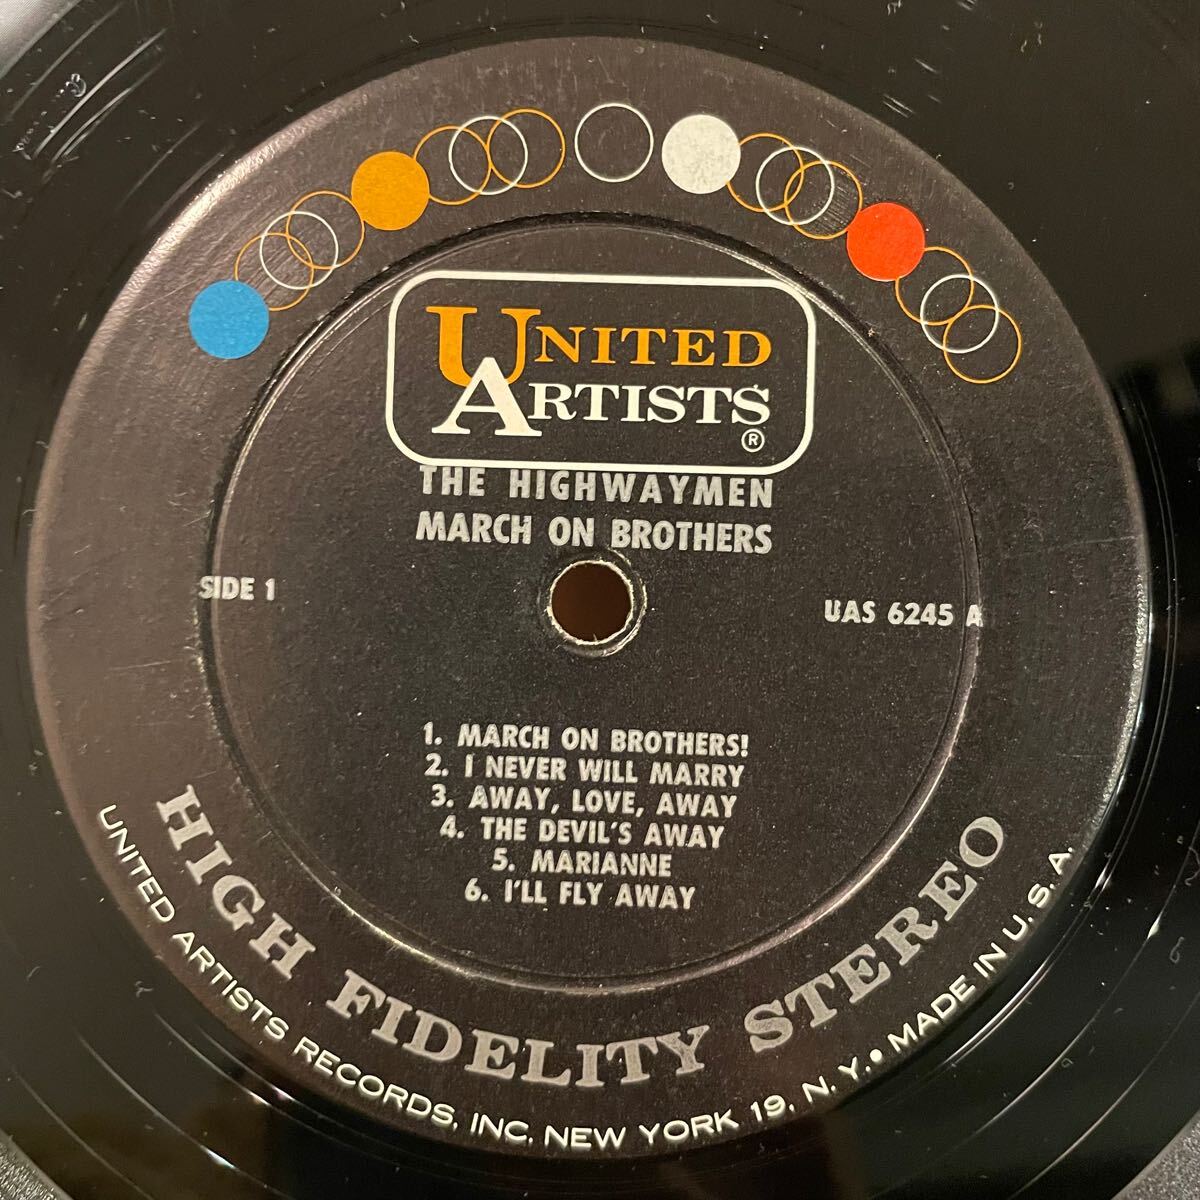 UNITED
ARTISTS
®
THE HIGHWAYMEN
MARCH ON BROTHERS
SIDE 1
UAS 6245 A
1. MARCH ON BROTHERS!
2. I NEVER WILL MARRY
3. AWAY, LOVE, AWAY
4. THE DEVIL'S AWAY
5. MARIANNE
6. I'LL FLY AWAY
HIGH FIDELITY STEREO
UNITED ARTISTS RECORDS, INC. NEW YORK 19, N. Y. • MADE IN U. S. A.